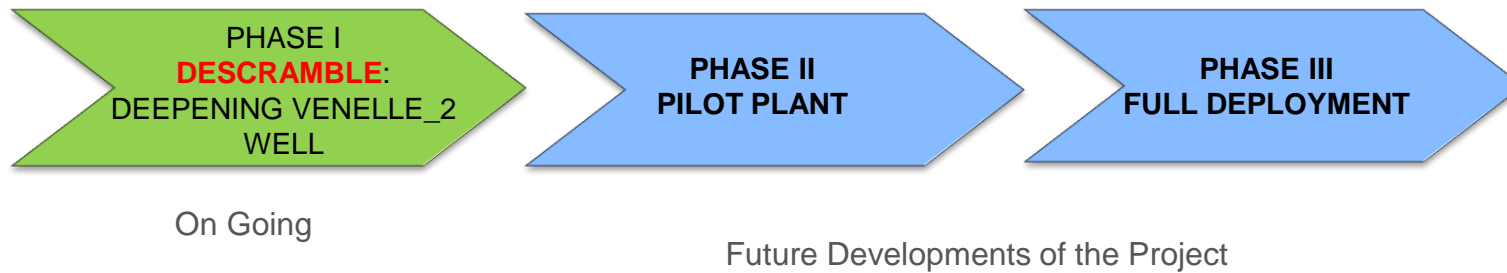 PHASE I
DESCRAMBLE:
DEEPENING VENELLE_2
WELL
PHASE II
PILOT PLANT
PHASE III
FULL DEPLOYMENT
On Going
Future Developments of the Project